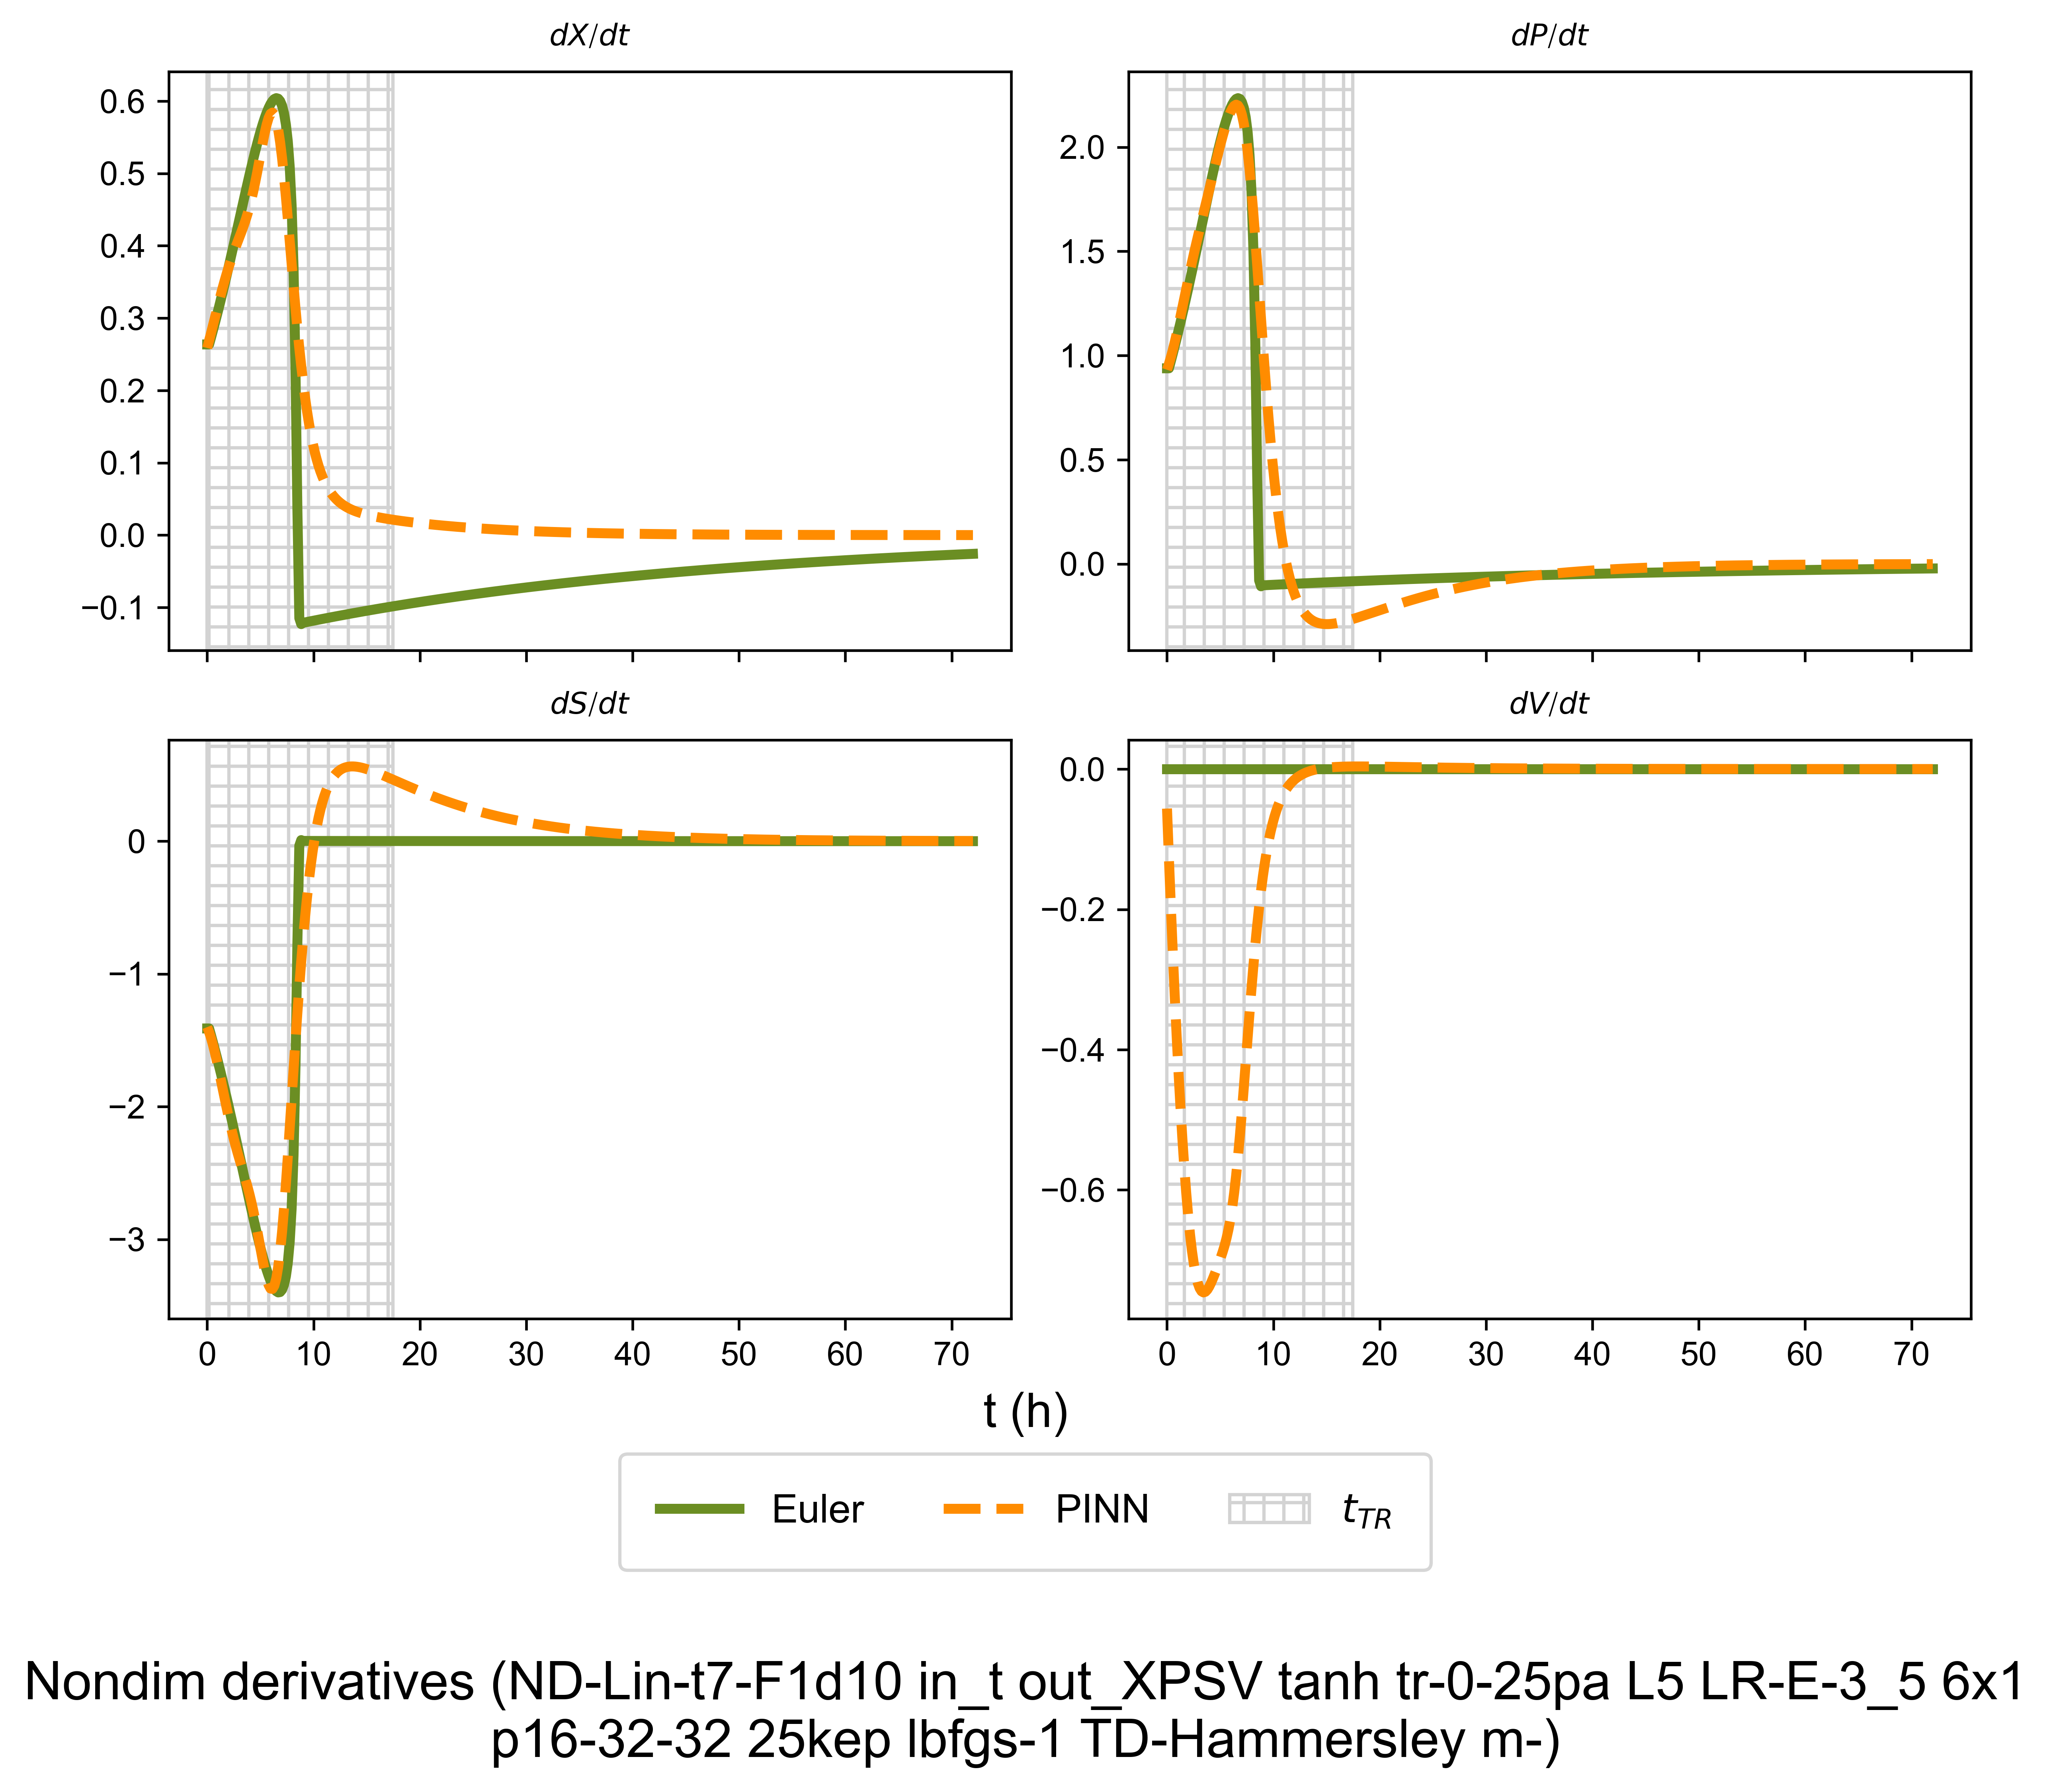 dX/dt
dP/dt
0.6
0.5
0.4
0.3
0.2
0.1
0.0
−0.1
2.0
1.5
1.0
0.5
0.0
dS/dt
dV/dt
0
−1
−2
−3
0 10 20 30 40 50 60 70
0.0
−0.2
−0.4
−0.6
0 10 20 30 40 50 60 70
t (h)
Euler PINN t_TR
Nondim derivatives (ND-Lin-t7-F1d10 in_t out_XPSV tanh tr-0-25pa L5 LR-E-3_5 6x1
p16-32-32 25kep lbfgs-1 TD-Hammersley m-)